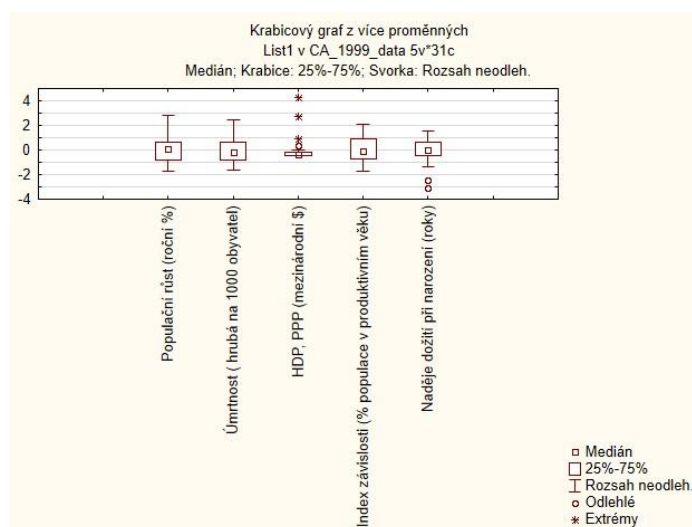 Krabicový graf z více proměnných
List1 v CA_1999_data 5v*31c
Medián; Krabice: 25%-75%; Svorka: Rozsah neodleh.
4
2
0
-2
-4
Populační růst (roční %)
Úmrtnost ( hrubá na 1000 obyvatel)
HDP, PPP (mezinárodní $)
Index závislosti (% populace v produktivním věku)
Naděje dožití při narození (roky)
Medián
25%-75%
Rozsah neodleh.
Odlehlé
Extrémy